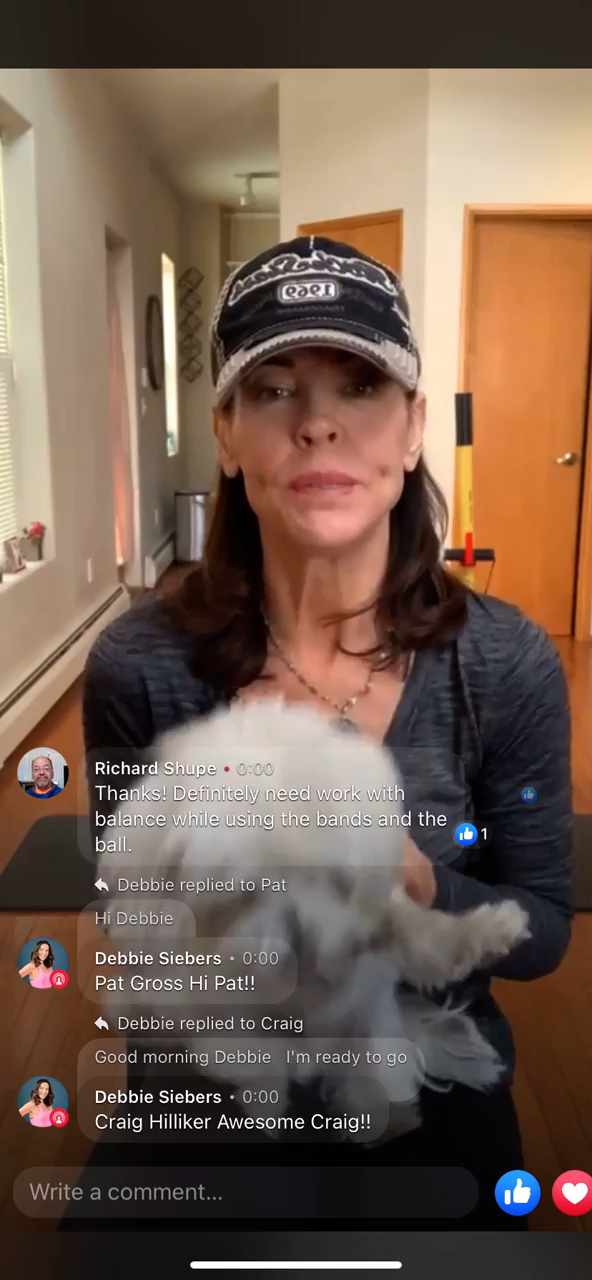 1969
Richard Shupe • 0:00
Thanks! Definitely need work with
balance while using the bands and the
ball.
1
Debbie replied to Pat
Hi Debbie
Debbie Siebers • 0:00
Pat Gross Hi Pat!!
Debbie replied to Craig
Good morning Debbie I'm ready to go
Debbie Siebers • 0:00
Craig Hilliker Awesome Craig!!
Write a comment...